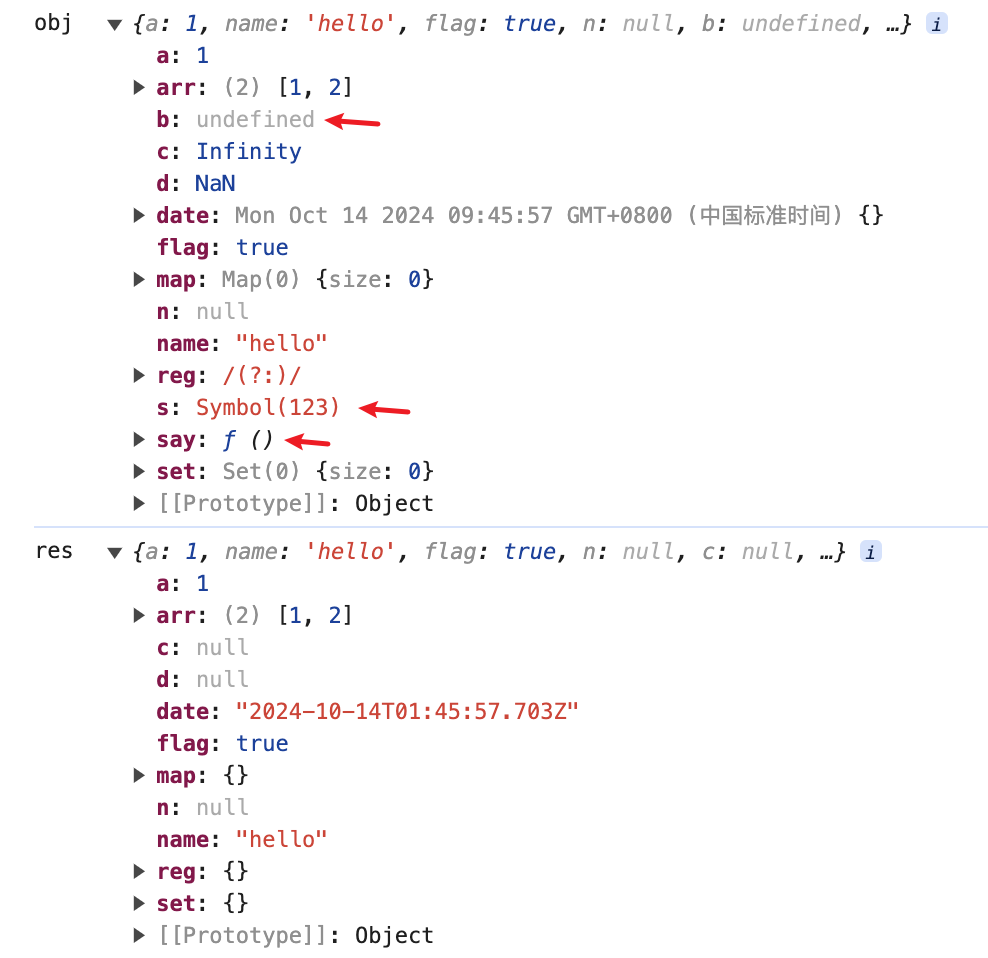 obj ▼ {a: 1, name: 'hello', flag: true, n: null, b: undefined, …} i
a: 1
▶ arr: (2) [1, 2]
b: undefined
c: Infinity
d: NaN
▶ date: Mon Oct 14 2024 09:45:57 GMT+0800 (中国标准时间) {}
flag: true
▶ map: Map(0) {size: 0}
n: null
name: "hello"
▶ reg: /(?:)/
s: Symbol(123)
▶ say: ƒ ()
▶ set: Set(0) {size: 0}
▶ [[Prototype]]: Object
res ▼ {a: 1, name: 'hello', flag: true, n: null, c: null, …} i
a: 1
▶ arr: (2) [1, 2]
c: null
d: null
date: "2024-10-14T01:45:57.703Z"
flag: true
▶ map: {}
n: null
name: "hello"
▶ reg: {}
▶ set: {}
▶ [[Prototype]]: Object